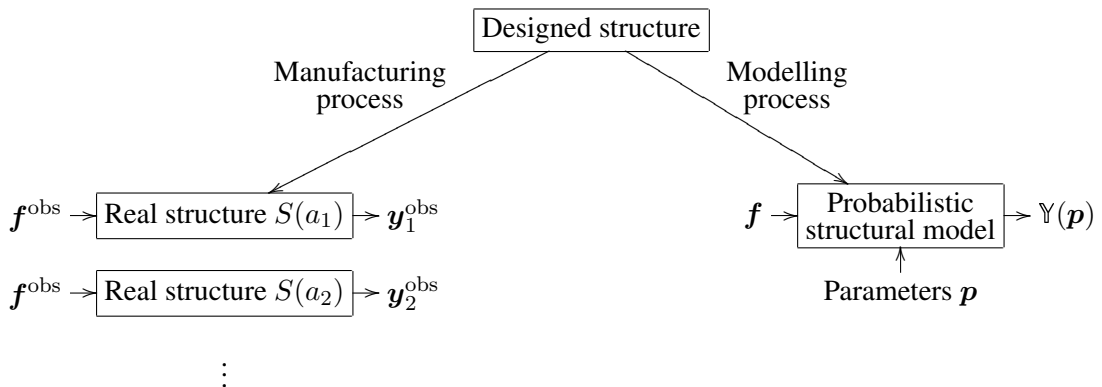 Designed structure
Manufacturing
process
Modelling
process
f^obs Real structure S(a_1) y_1^obs
f^obs Real structure S(a_2) y_2^obs
⋮
f Probabilistic
structural model 𝕐(p)
Parameters p